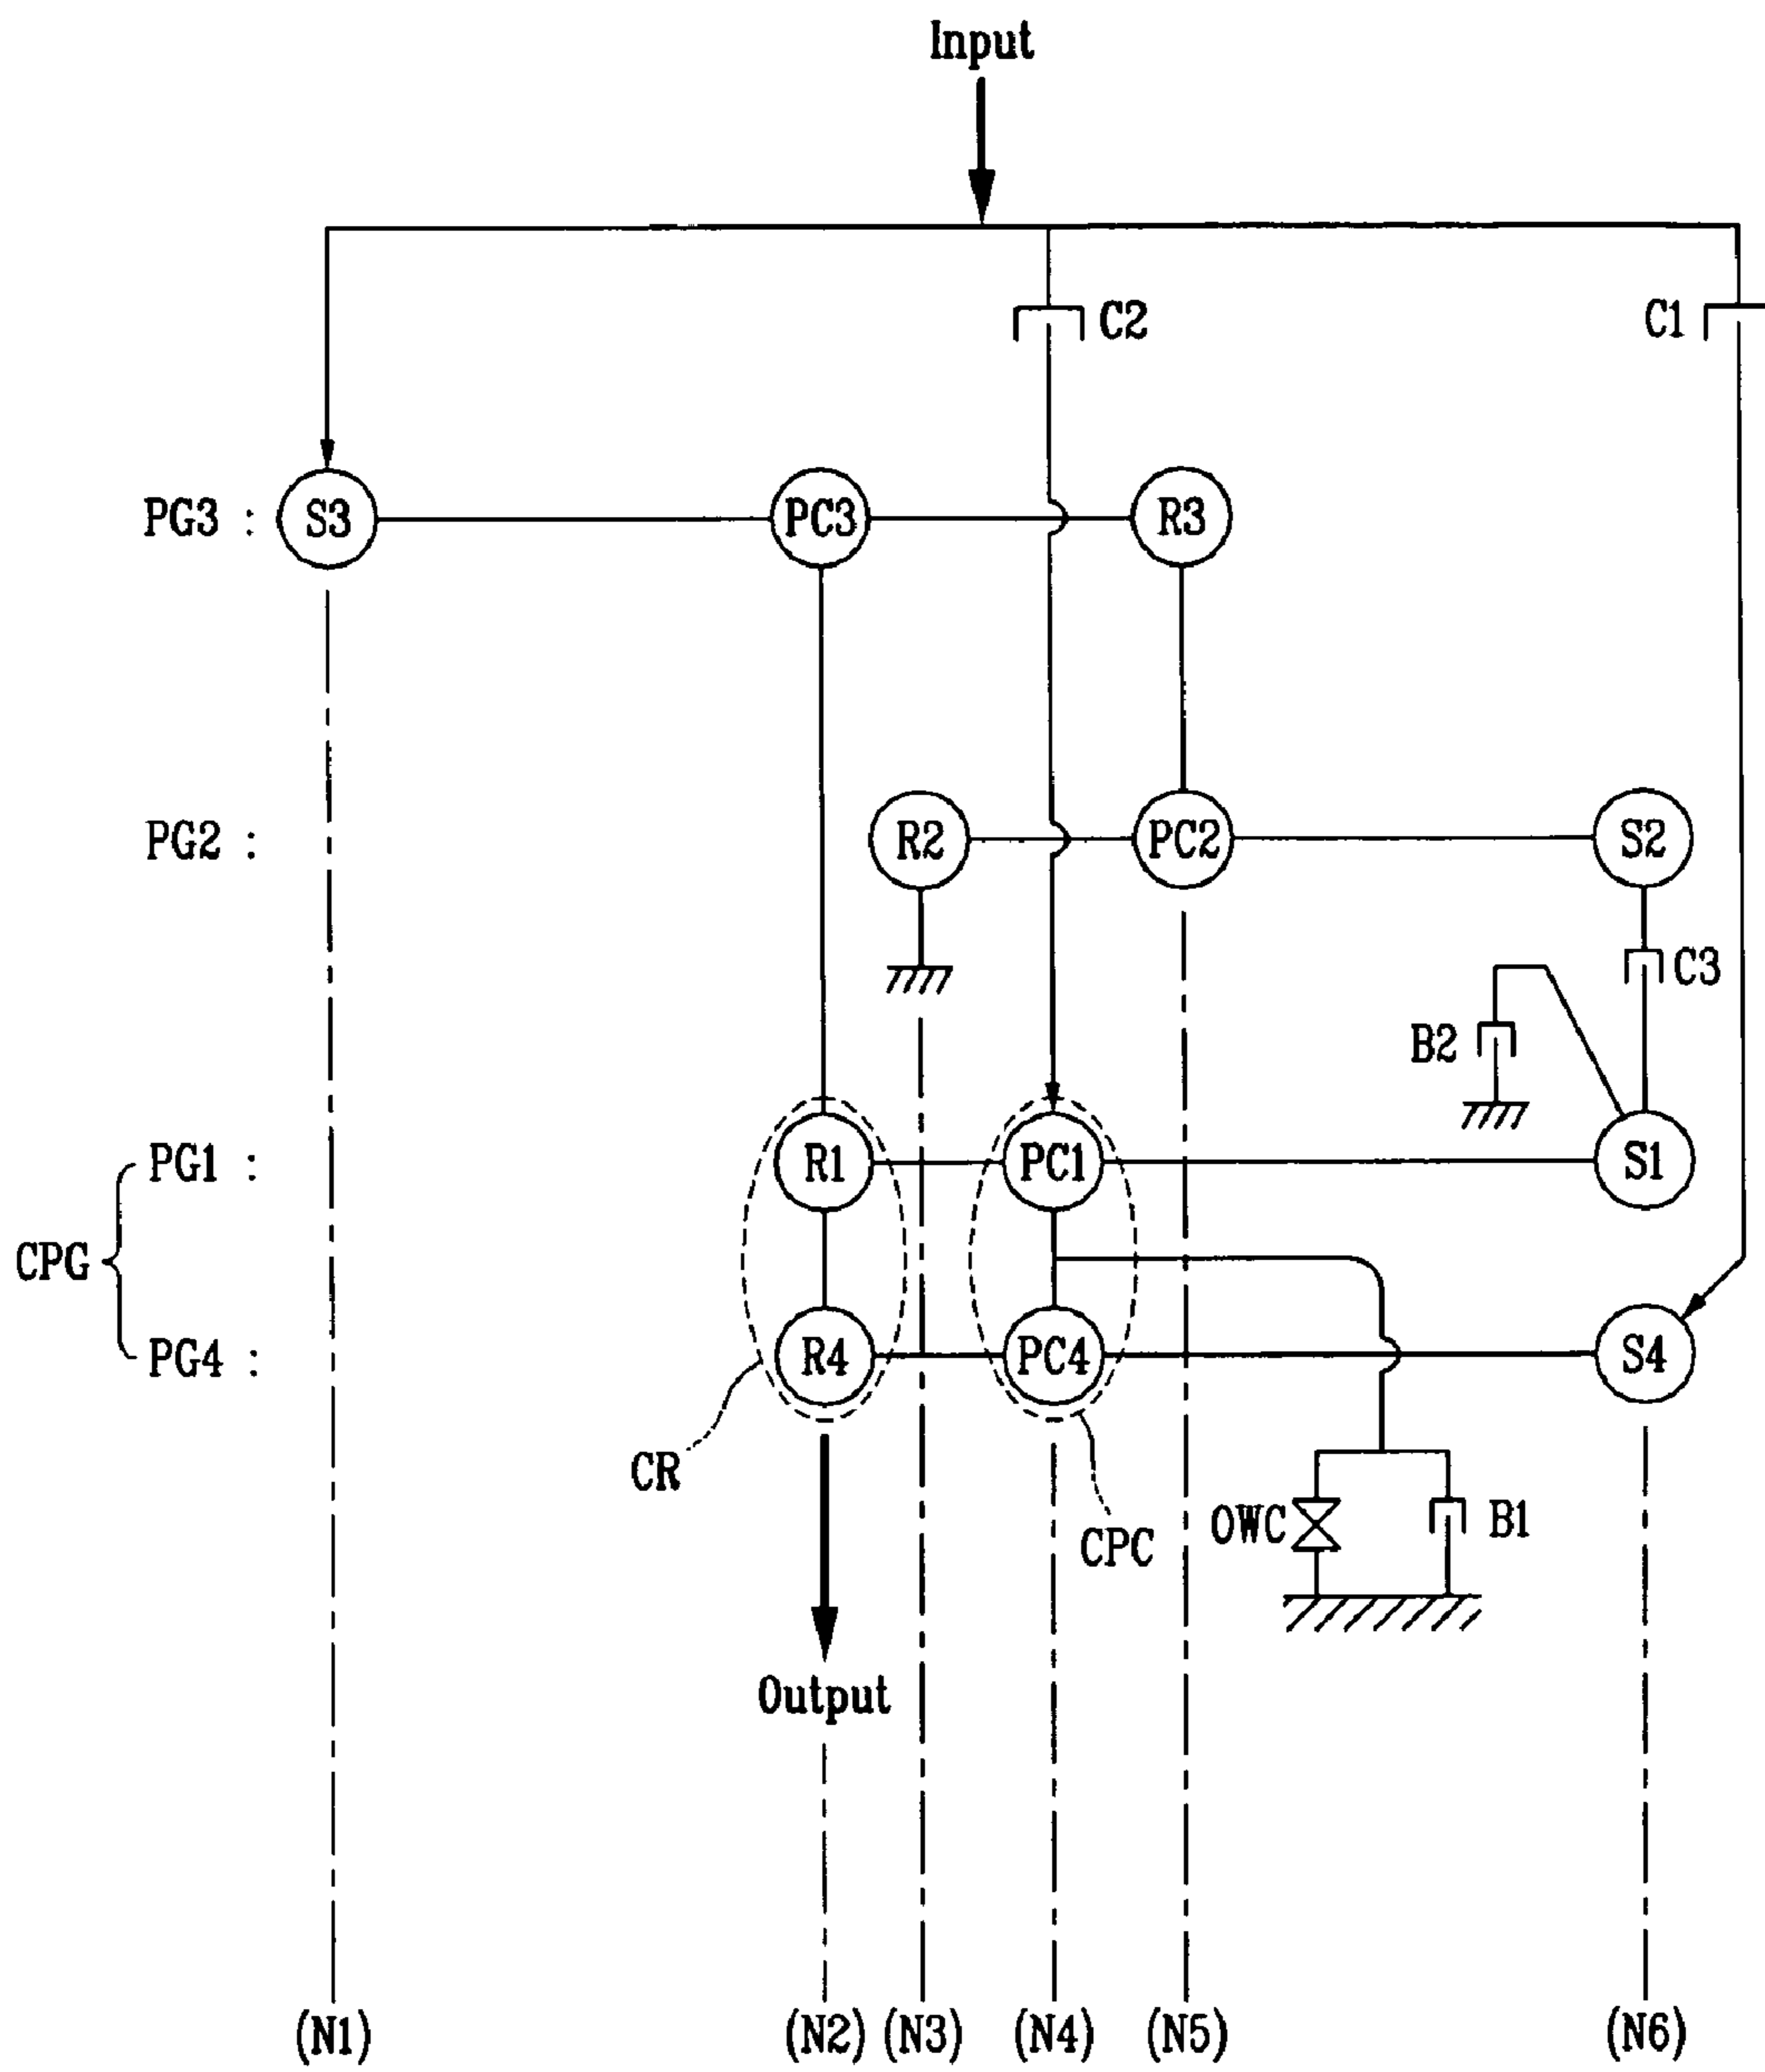 Input
C2
C1
PG3 :
S3
PC3
R3
PG2 :
R2
PC2
S2
C3
B2
PG1 :
R1
PC1
S1
CPG
PG4 :
R4
PC4
S4
CR
CPC
OWC
B1
Output
(N1)
(N2)
(N3)
(N4)
(N5)
(N6)